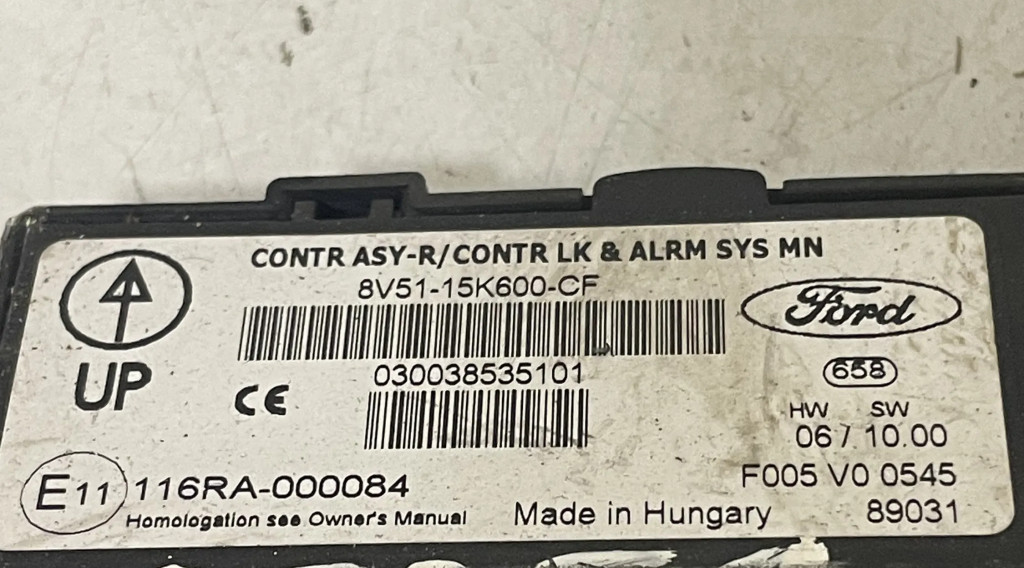 CONTR ASY-R/CONTR LK & ALRM SYS MN
8V51-15K600-CF
Ford
UP
CE
030038535101
658
HW SW
06 / 10.00
E11 116RA-000084
F005 V0 0545
Homologation see Owner's Manual
Made in Hungary
89031